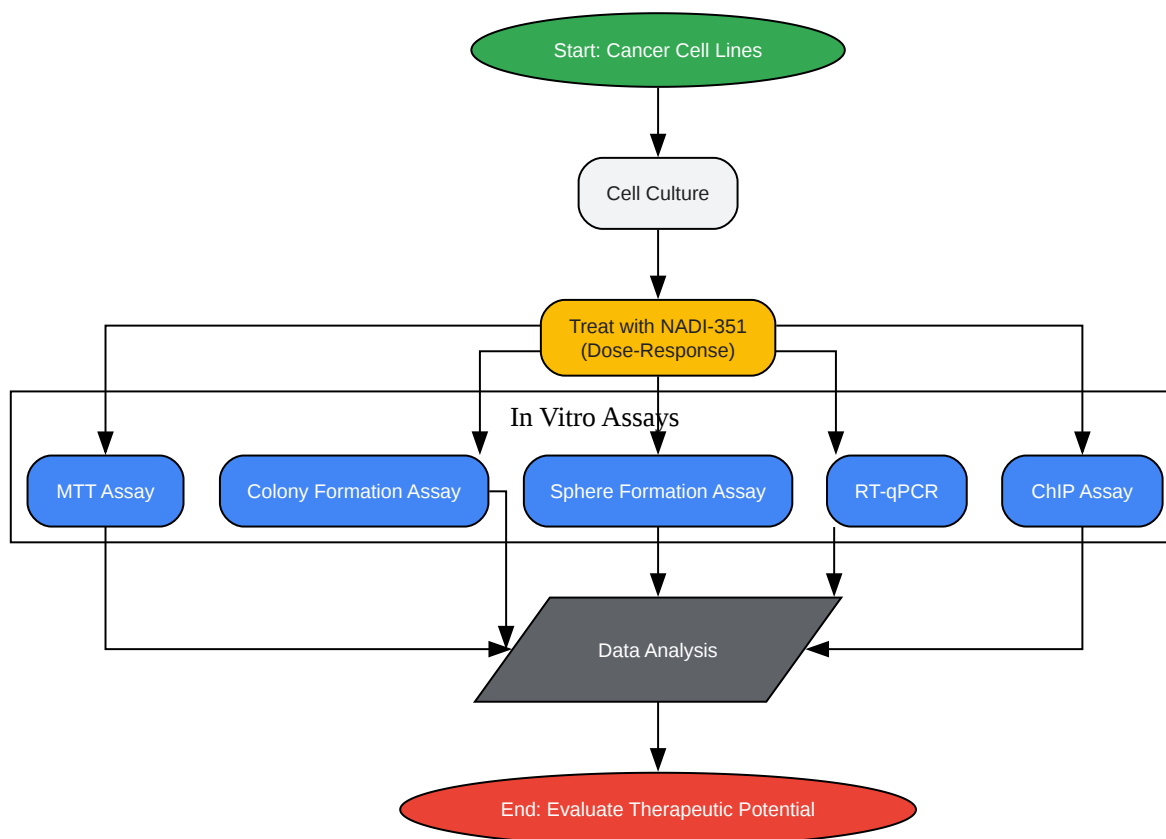 Start: Cancer Cell Lines
Cell Culture
Treat with NADI-351
(Dose-Response)
In Vitro Assays
MTT Assay
Colony Formation Assay
Sphere Formation Assay
RT-qPCR
ChIP Assay
Data Analysis
End: Evaluate Therapeutic Potential